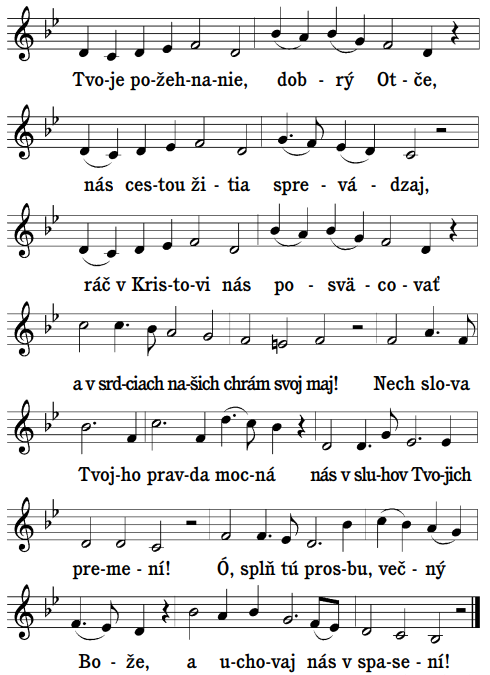 Tvo-je po-žeh-na-nie, dob - rý Ot - če,
nás ces-tou ži - tia spre - vá - dzaj,
ráč v Kris-to-vi nás po - svä - co-vať
a v srd-ciach na-šich chrám svoj maj! Nech slo-va
Tvoj-ho prav-da moc-ná nás v slu-hov Tvo-jich
pre-me - ní! Ó, splň tú pros-bu, več - ný
Bo - že, a u-cho-vaj nás v spa-se - ní!